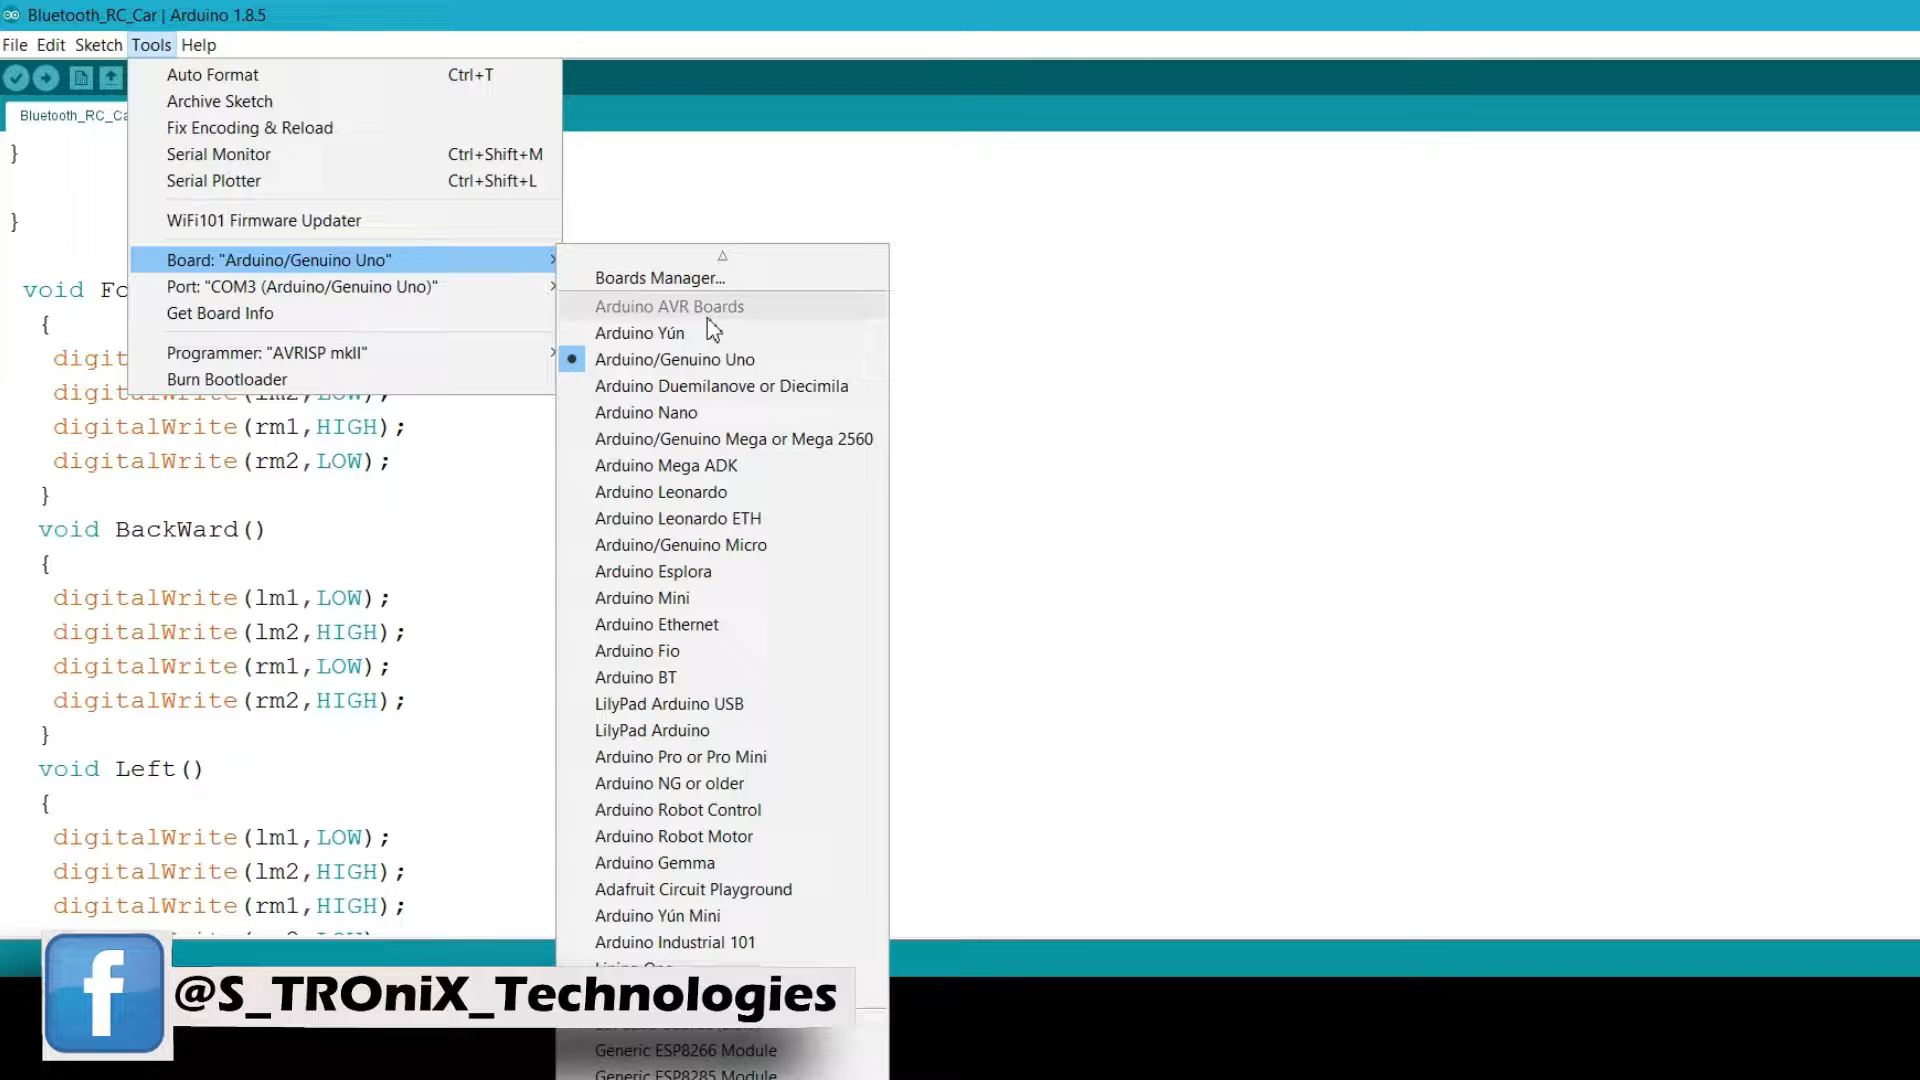 Bluetooth_RC_Car | Arduino 1.8.5
File Edit Sketch Tools Help
Bluetooth_RC_Ca
Auto Format Ctrl+T
Archive Sketch
Fix Encoding & Reload
Serial Monitor Ctrl+Shift+M
Serial Plotter Ctrl+Shift+L
WiFi101 Firmware Updater
Board: "Arduino/Genuino Uno"
Port: "COM3 (Arduino/Genuino Uno)"
Get Board Info
Programmer: "AVRISP mkII"
Burn Bootloader
Boards Manager...
Arduino AVR Boards
Arduino Yún
Arduino/Genuino Uno
Arduino Duemilanove or Diecimila
Arduino Nano
Arduino/Genuino Mega or Mega 2560
Arduino Mega ADK
Arduino Leonardo
Arduino Leonardo ETH
Arduino/Genuino Micro
Arduino Esplora
Arduino Mini
Arduino Ethernet
Arduino Fio
Arduino BT
LilyPad Arduino USB
LilyPad Arduino
Arduino Pro or Pro Mini
Arduino NG or older
Arduino Robot Control
Arduino Robot Motor
Arduino Gemma
Adafruit Circuit Playground
Arduino Yún Mini
Arduino Industrial 101
Generic ESP8266 Module
Generic ESP8285 Module
}
}
void Fo
{
digit
digitalWrite(lm2,LOW);
digitalWrite(rm1,HIGH);
digitalWrite(rm2,LOW);
}
void BackWard()
{
digitalWrite(lm1,LOW);
digitalWrite(lm2,HIGH);
digitalWrite(rm1,LOW);
digitalWrite(rm2,HIGH);
}
void Left()
{
digitalWrite(lm1,LOW);
digitalWrite(lm2,HIGH);
digitalWrite(rm1,HIGH);
f
@S_TROniX_Technologies